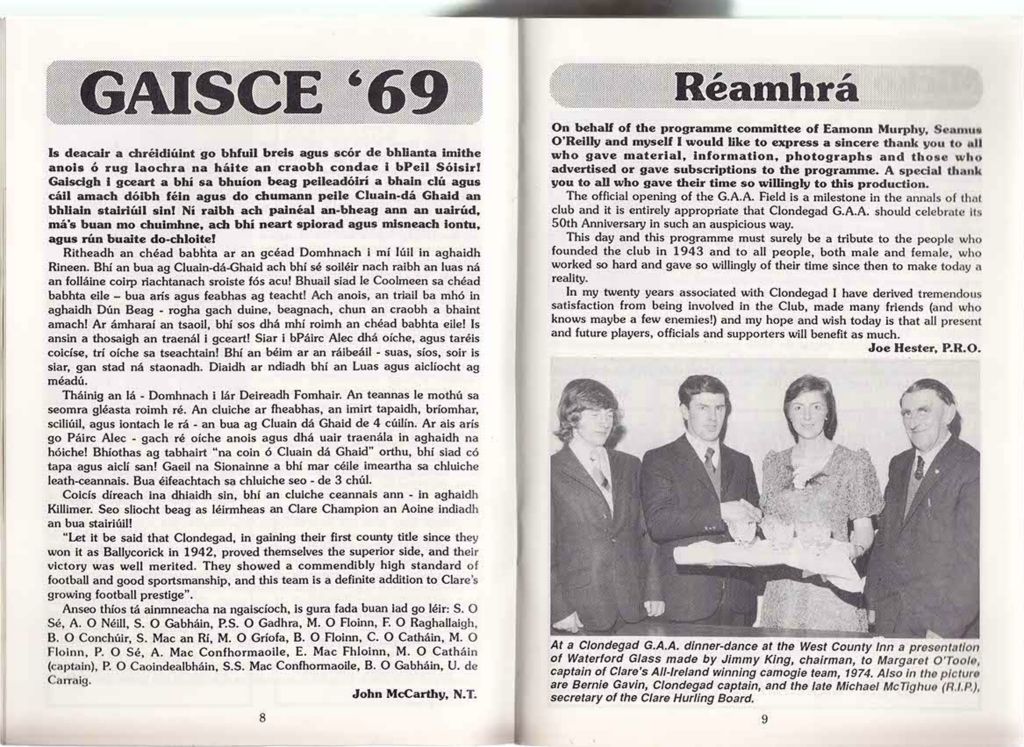 GAISCE ‘69
Is deacair a chréidiúint go bhfuil breis agus scór de bhlianta imithe
anois ó rug laochra na háite an craobh condae i bPeil Sóisir!
Gaiscigh i gceart a bhí sa bhuíon beag peileadóirí a bhain clú agus
cáil amach dóibh féin agus do chumann peile Cluain-dá Ghaid an
bhliain stairiúil sin! Ní raibh ach painéal an-bheag ann an uairúd,
má's buan mo chuimhne, ach bhí neart spiorad agus misneach iontu,
agus rún buaite do-chloite!
Ritheadh an chéad babhta ar an gcéad Domhnach i mí lúil in aghaidh
Rineen. Bhí an bua ag Cluain-dá-Ghaid ach bhí sé soiléir nach raibh an luas ná
an folláine coirp riachtanach sroiste fós acu! Bhuail siad le Coolmeen sa chéad
babhta eile – bua arís agus feabhas ag teacht! Ach anois, an triail ba mhó in
aghaidh Dún Beag - rogha gach duine, beagnach, chun an craobh a bhaint
amach! Ar ámharaí an tsaoil, bhí sos dhá mhí roimh an chéad babhta eile! Is
ansin a thosaigh an traenál i gceart! Siar i bPáirc Alec dhá oíche, agus taréis
coicíse, trí oíche sa tseachtain! Bhí an béim ar an ráibeáil - suas, síos, soir is
siar, gan stad ná staonadh. Diaidh ar ndiadh bhí an Luas agus aiclíocht ag
méadú.
Tháinig an lá - Domhnach i lár Deireadh Fomhair. An teannas le mothú sa
seomra gléasta roimh ré. An cluiche ar fheabhas, an imirt tapaidh, bríomhar,
sciliúil, agus iontach le rá - an bua ag Cluain dá Ghaid de 4 cúilín. Ar ais arís
go Páirc Alec - gach ré oíche anois agus dhá uair traenála in aghaidh na
hóiche! Bhíothas ag tabhairt “na coin ó Cluain dá Ghaid” orthu, bhí siad có
tapa agus aiclí san! Gaeil na Sionainne a bhí mar céile imeartha sa chluiche
leath-ceannais. Bua éifeachtach sa chluiche seo - de 3 chúl.
Coicís díreach ina dhiaidh sin, bhí an cluiche ceannais ann - in aghaidh
Killimer. Seo sliocht beag as léirmheas an Clare Champion an Aoine indiadh
an bua stairiúil!
“Let it be said that Clondegad, in gaining their first county title since they
won it as Ballycorick in 1942, proved themselves the superior side, and their
victory was well merited. They showed a commendibly high standard of
football and good sportsmanship, and this team is a definite addition to Clare's
growing football prestige”.
Anseo thíos tá ainmneacha na ngaiscíoch, is gura fada buan iad go léir: S. O
Sé, A. O Néill, S. O Gabháin, P.S. O Gadhra, M. O Floinn, F. O Raghallaigh,
B. O Conchúir, S. Mac an Rí, M. O Gríofa, B. O Floinn, C. O Catháin, M. O
Floinn, P. O Sé, A. Mac Confhormaoile, E. Mac Fhloinn, M. O Catháin
(captain), P. O Caoindealbháin, S.S. Mac Confhormaoile, B. O Gabháin, U. de
Carraig.
John McCarthy, N.T.
8
Réamhrá
On behalf of the programme committee of Eamonn Murphy, Seamus
O'Reilly and myself I would like to express a sincere thank you to all
who gave material, information, photographs and those who
advertised or gave subscriptions to the programme. A special thank
you to all who gave their time so willingly to this production.
The official opening of the G.A.A. Field is a milestone in the annals of that
club and it is entirely appropriate that Clondegad G.A.A. should celebrate its
50th Anniversary in such an auspicious way.
This day and this programme must surely be a tribute to the people who
founded the club in 1943 and to all people, both male and female, who
worked so hard and gave so willingly of their time since then to make today a
reality.
In my twenty years associated with Clondegad I have derived tremendous
satisfaction from being involved in the Club, made many friends (and who
knows maybe a few enemies!) and my hope and wish today is that all present
and future players, officials and supporters will benefit as much.
Joe Hester, P.R.O.
At a Clondegad G.A.A. dinner-dance at the West County Inn a presentation
of Waterford Glass made by Jimmy King, chairman, to Margaret O'Toole,
captain of Clare's All-Ireland winning camogie team, 1974. Also in the picture
are Bernie Gavin, Clondegad captain, and the late Michael McTighue (R.I.P.),
secretary of the Clare Hurling Board.
9